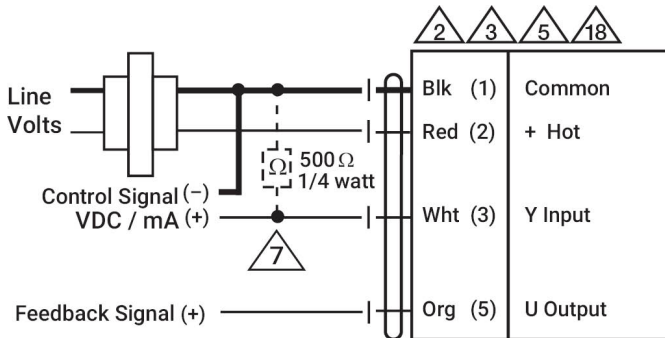 2 3 5 18
Line
Volts
Blk (1) Common
Red (2) + Hot
Ω 500 Ω
1/4 watt
Control Signal (−)
VDC / mA (+)
Wht (3) Y Input
7
Feedback Signal (+)
Org (5) U Output